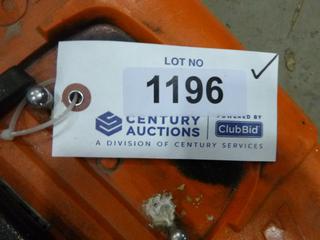 LOT NO
1196
CENTURY
AUCTIONS
POWERED BY
ClubBid
A DIVISION OF CENTURY SERVICES